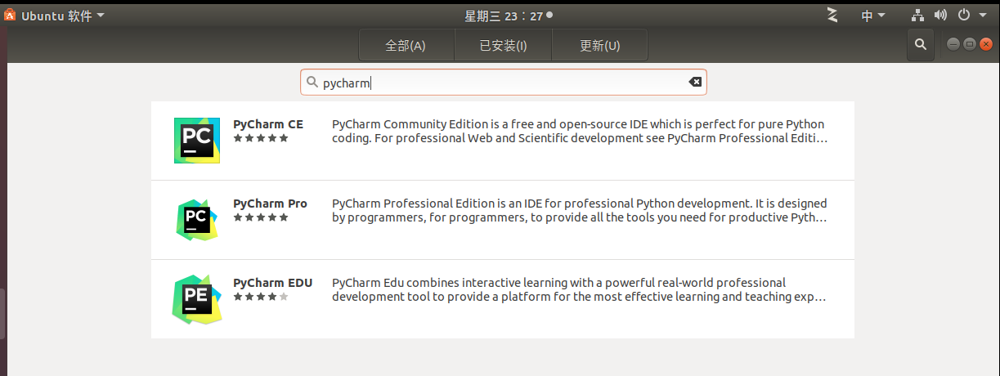 Ubuntu 软件
星期三 23：27
中
全部(A)
已安装(I)
更新(U)
pycharm
PC
PyCharm CE
PyCharm Community Edition is a free and open-source IDE which is perfect for pure Python
coding. For professional Web and Scientific development see PyCharm Professional Editi…
PC
PyCharm Pro
PyCharm Professional Edition is an IDE for professional Python development. It is designed
by programmers, for programmers, to provide all the tools you need for productive Pyth…
PE
PyCharm EDU
PyCharm Edu combines interactive learning with a powerful real-world professional
development tool to provide a platform for the most effective learning and teaching exp…